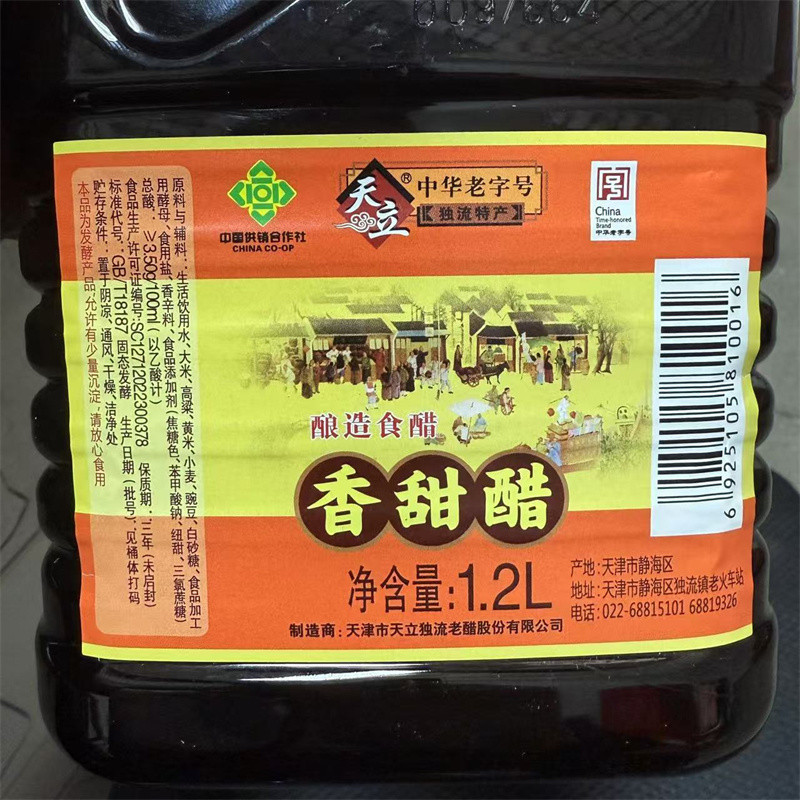 中国供销合作社
CHINA CO-OP
天立®
中华老字号
独流特产
China
Time-honored
Brand
中华老字号
原料与辅料:生活饮用水、大米、高粱、黄米、小麦、豌豆、白砂糖、食品加工
用酵母、食用盐、香辛料、食品添加剂(焦糖色、苯甲酸钠、纽甜、三氯蔗糖)
总酸:≥3.50g/100ml(以乙酸计)
食品生产许可证编号:SC12712022300378 保质期:三年(未启封)
标准代号:GB/T18187 固态发酵 生产日期(批号):见桶体打码
贮存条件:置于阴凉、通风、干燥、洁净处
本品为发酵产品,允许有少量沉淀,请放心食用
酿造食醋
香甜醋
净含量:1.2L
制造商:天津市天立独流老醋股份有限公司
产地:天津市静海区
地址:天津市静海区独流镇老火车站
电话:022-68815101 68819326
6925105810016